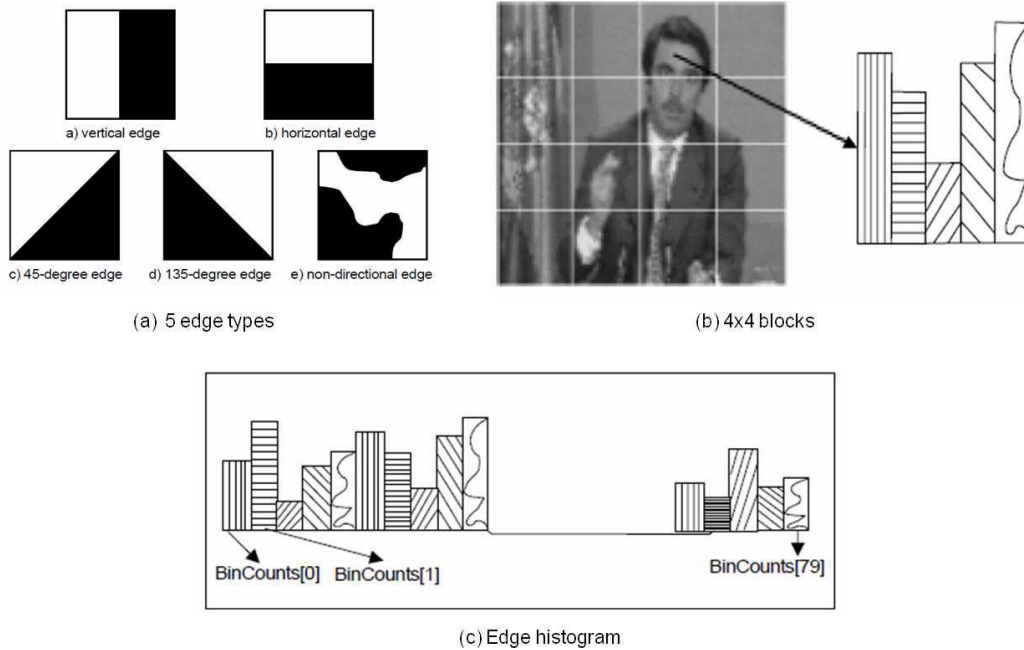 a) vertical edge
b) horizontal edge
c) 45-degree edge
d) 135-degree edge
e) non-directional edge
(a) 5 edge types
(b) 4x4 blocks
BinCounts[0]
BinCounts[1]
BinCounts[79]
(c) Edge histogram